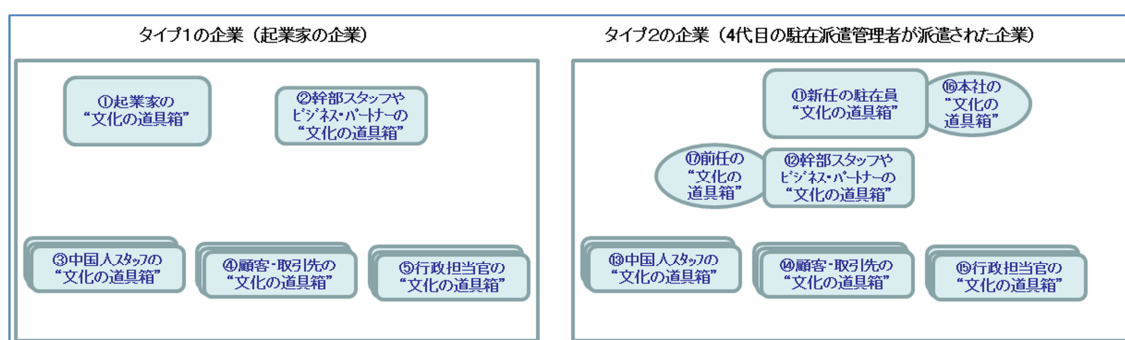 タイプ1の企業（起業家の企業）
①起業家の
“文化の道具箱”
②幹部スタッフや
ビジネス・パートナーの
“文化の道具箱”
③中国人スタッフの
“文化の道具箱”
④顧客・取引先の
“文化の道具箱”
⑤行政担当官の
“文化の道具箱”
タイプ2の企業（4代目の駐在派遣管理者が派遣された企業）
⑪新任の駐在員
“文化の道具箱”
⑯本社の
“文化の
道具箱”
⑰前任の
“文化の
道具箱”
⑫幹部スタッフや
ビジネス・パートナーの
“文化の道具箱”
⑬中国人スタッフの
“文化の道具箱”
⑭顧客・取引先の
“文化の道具箱”
⑮行政担当官の
“文化の道具箱”